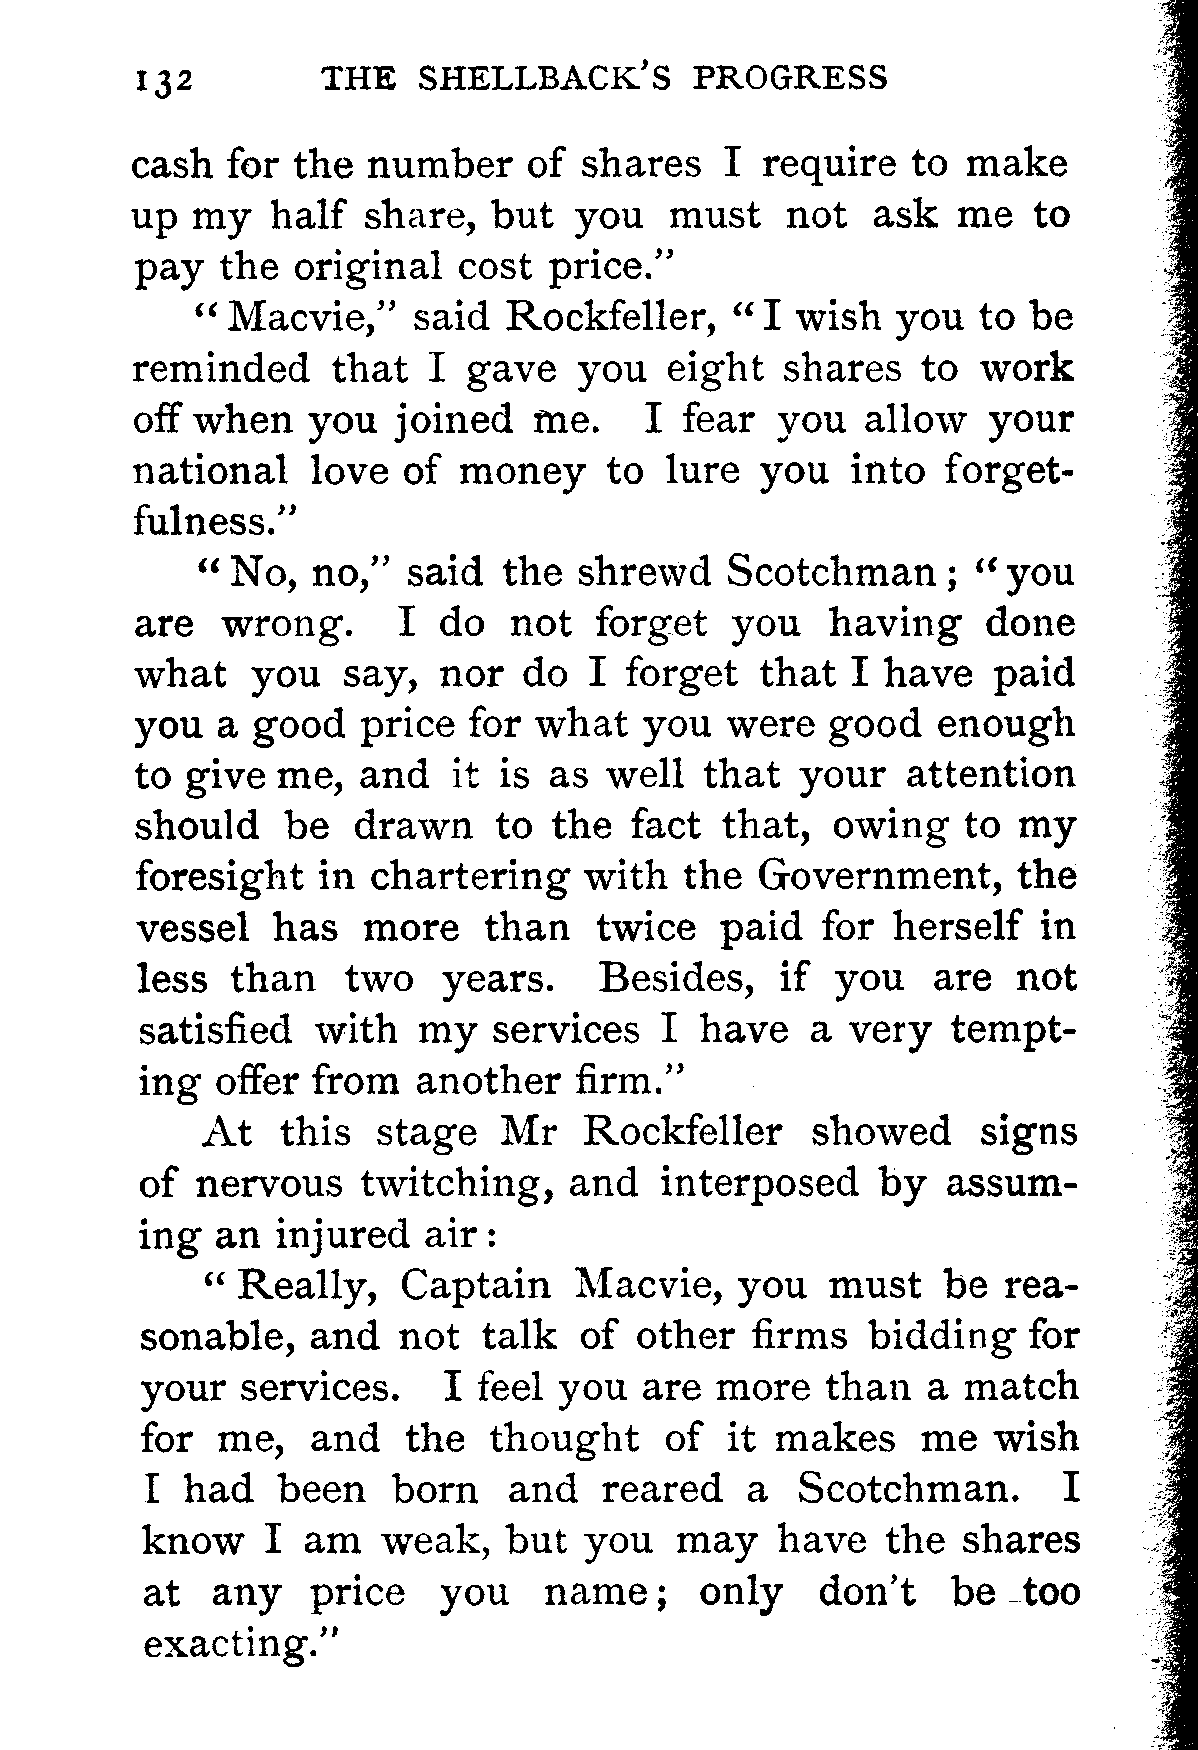 132 THE SHELLBACK'S PROGRESS
cash for the number of shares I require to make
up my half share, but you must not ask me to
pay the original cost price."
"Macvie," said Rockfeller, "I wish you to be
reminded that I gave you eight shares to work
off when you joined me. I fear you allow your
national love of money to lure you into forget-
fulness."
"No, no," said the shrewd Scotchman; "you
are wrong. I do not forget you having done
what you say, nor do I forget that I have paid
you a good price for what you were good enough
to give me, and it is as well that your attention
should be drawn to the fact that, owing to my
foresight in chartering with the Government, the
vessel has more than twice paid for herself in
less than two years. Besides, if you are not
satisfied with my services I have a very tempt-
ing offer from another firm."
At this stage Mr Rockfeller showed signs
of nervous twitching, and interposed by assum-
ing an injured air:
"Really, Captain Macvie, you must be rea-
sonable, and not talk of other firms bidding for
your services. I feel you are more than a match
for me, and the thought of it makes me wish
I had been born and reared a Scotchman. I
know I am weak, but you may have the shares
at any price you name; only don't be too
exacting."